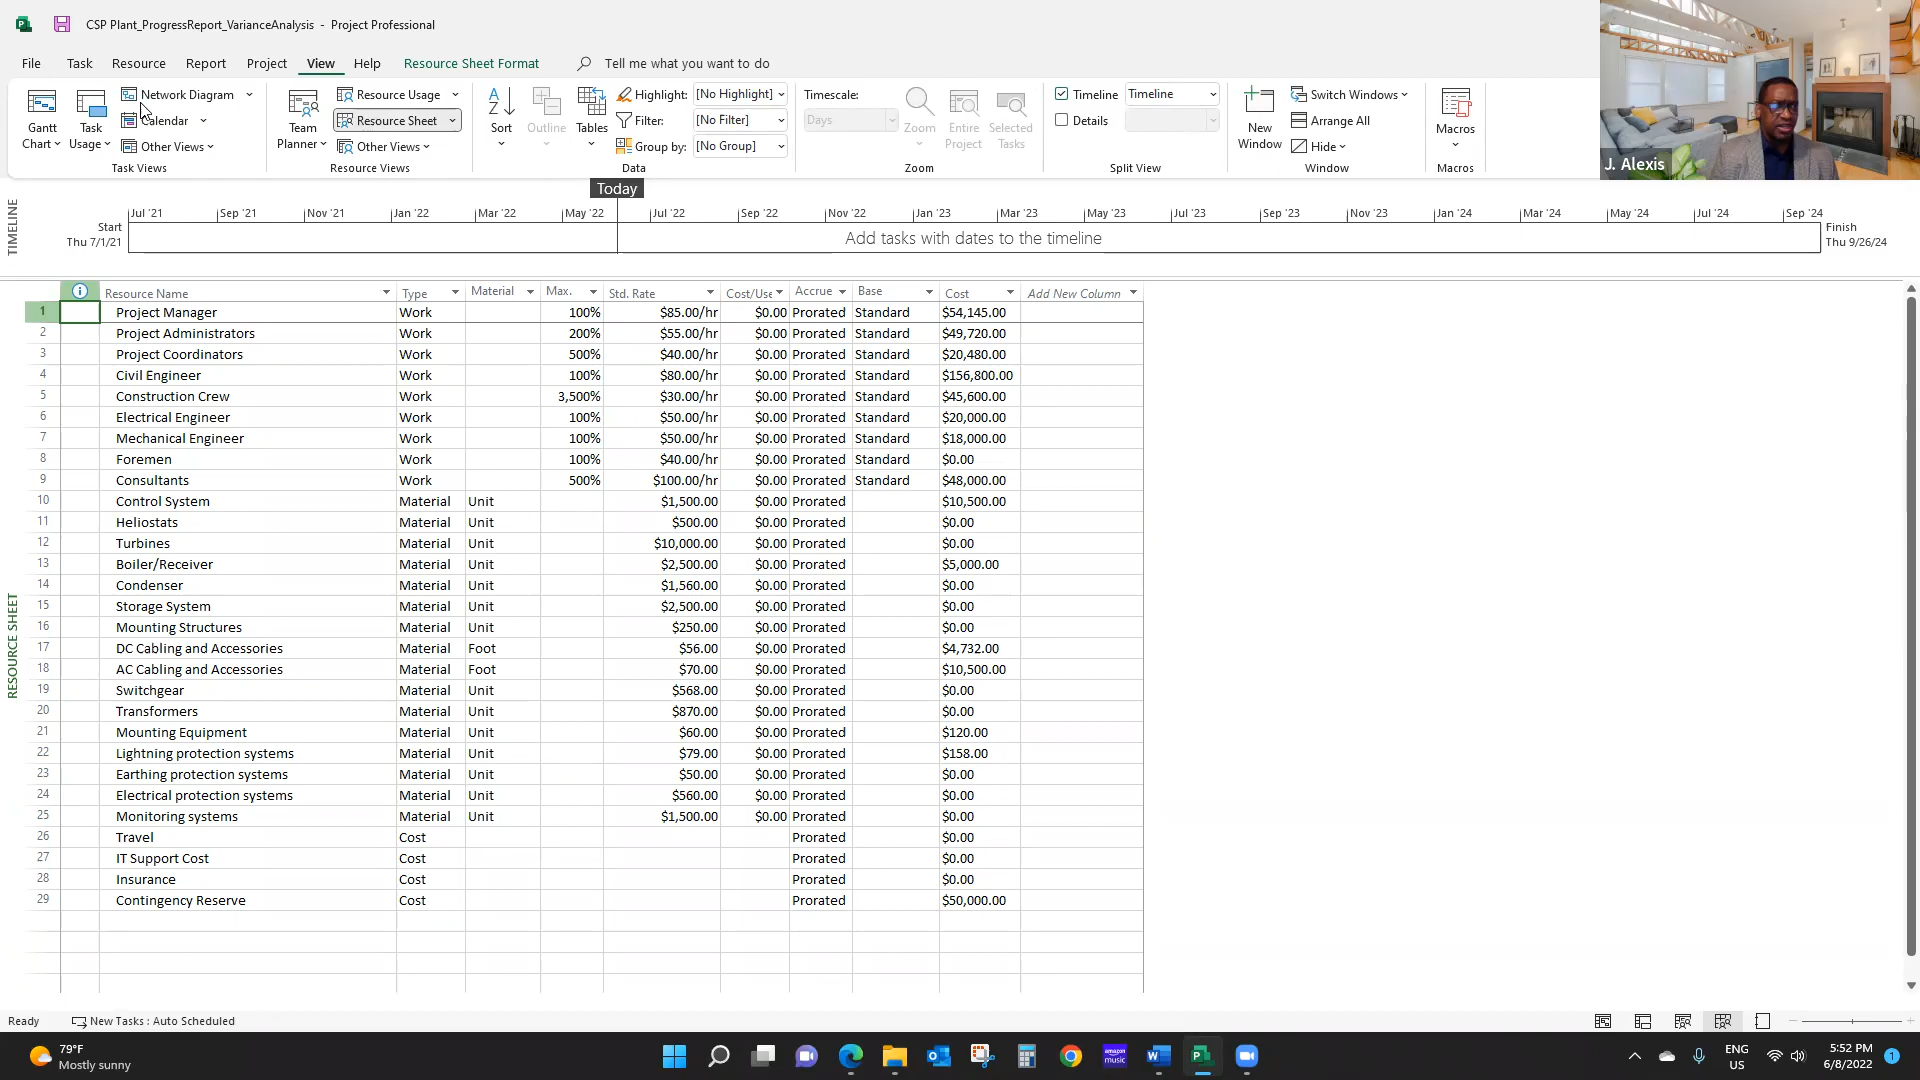 CSP Plant_ProgressReport_VarianceAnalysis - Project Professional
File Task Resource Report Project View Help Resource Sheet Format Tell me what you want to do
Gantt Chart
Task Usage
Network Diagram
Calendar
Other Views
Task Views
Team Planner
Resource Usage
Resource Sheet
Other Views
Resource Views
A Z Sort
Outline
Tables
Highlight: [No Highlight]
Filter: [No Filter]
Group by: [No Group]
Data
Timescale:
Days
Zoom
Entire Project
Selected Tasks
Zoom
Timeline Timeline
Details
Split View
New Window
Switch Windows
Arrange All
Hide
Window
Macros
Macros
J. Alexis
TIMELINE
Today
Jul '21 Sep '21 Nov '21 Jan '22 Mar '22 May '22 Jul '22 Sep '22 Nov '22 Jan '23 Mar '23 May '23 Jul '23 Sep '23 Nov '23 Jan '24 Mar '24 May '24 Jul '24 Sep '24
Start
Thu 7/1/21
Add tasks with dates to the timeline
Finish
Thu 9/26/24
RESOURCE SHEET
Resource Name Type Material Max. Std. Rate Cost/Use Accrue Base Cost Add New Column
1 Project Manager Work 100% $85.00/hr $0.00 Prorated Standard $54,145.00
2 Project Administrators Work 200% $55.00/hr $0.00 Prorated Standard $49,720.00
3 Project Coordinators Work 500% $40.00/hr $0.00 Prorated Standard $20,480.00
4 Civil Engineer Work 100% $80.00/hr $0.00 Prorated Standard $156,800.00
5 Construction Crew Work 3,500% $30.00/hr $0.00 Prorated Standard $45,600.00
6 Electrical Engineer Work 100% $50.00/hr $0.00 Prorated Standard $20,000.00
7 Mechanical Engineer Work 100% $50.00/hr $0.00 Prorated Standard $18,000.00
8 Foremen Work 100% $40.00/hr $0.00 Prorated Standard $0.00
9 Consultants Work 500% $100.00/hr $0.00 Prorated Standard $48,000.00
10 Control System Material Unit $1,500.00 $0.00 Prorated $10,500.00
11 Heliostats Material Unit $500.00 $0.00 Prorated $0.00
12 Turbines Material Unit $10,000.00 $0.00 Prorated $0.00
13 Boiler/Receiver Material Unit $2,500.00 $0.00 Prorated $5,000.00
14 Condenser Material Unit $1,560.00 $0.00 Prorated $0.00
15 Storage System Material Unit $2,500.00 $0.00 Prorated $0.00
16 Mounting Structures Material Unit $250.00 $0.00 Prorated $0.00
17 DC Cabling and Accessories Material Foot $56.00 $0.00 Prorated $4,732.00
18 AC Cabling and Accessories Material Foot $70.00 $0.00 Prorated $10,500.00
19 Switchgear Material Unit $568.00 $0.00 Prorated $0.00
20 Transformers Material Unit $870.00 $0.00 Prorated $0.00
21 Mounting Equipment Material Unit $60.00 $0.00 Prorated $120.00
22 Lightning protection systems Material Unit $79.00 $0.00 Prorated $158.00
23 Earthing protection systems Material Unit $50.00 $0.00 Prorated $0.00
24 Electrical protection systems Material Unit $560.00 $0.00 Prorated $0.00
25 Monitoring systems Material Unit $1,500.00 $0.00 Prorated $0.00
26 Travel Cost Prorated $0.00
27 IT Support Cost Cost Prorated $0.00
28 Insurance Cost Prorated $0.00
29 Contingency Reserve Cost Prorated $50,000.00
Ready New Tasks : Auto Scheduled
79°F
Mostly sunny
amazon music
ENG
US
5:52 PM
6/8/2022
1